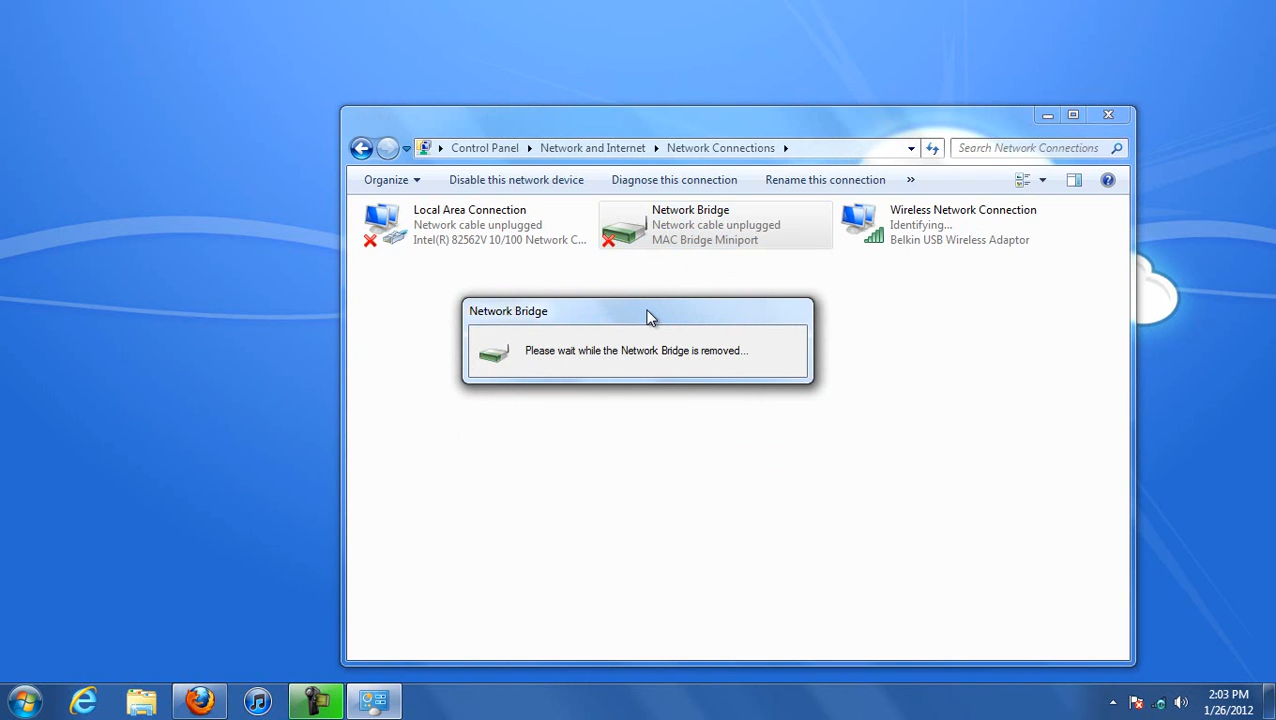 Control Panel Network and Internet Network Connections Search Network Connections
Organize Disable this network device Diagnose this connection Rename this connection »
Local Area Connection
Network cable unplugged
Intel(R) 82562V 10/100 Network C...
Network Bridge
Network cable unplugged
MAC Bridge Miniport
Wireless Network Connection
Identifying...
Belkin USB Wireless Adaptor
Network Bridge
Please wait while the Network Bridge is removed...
2:03 PM
1/26/2012